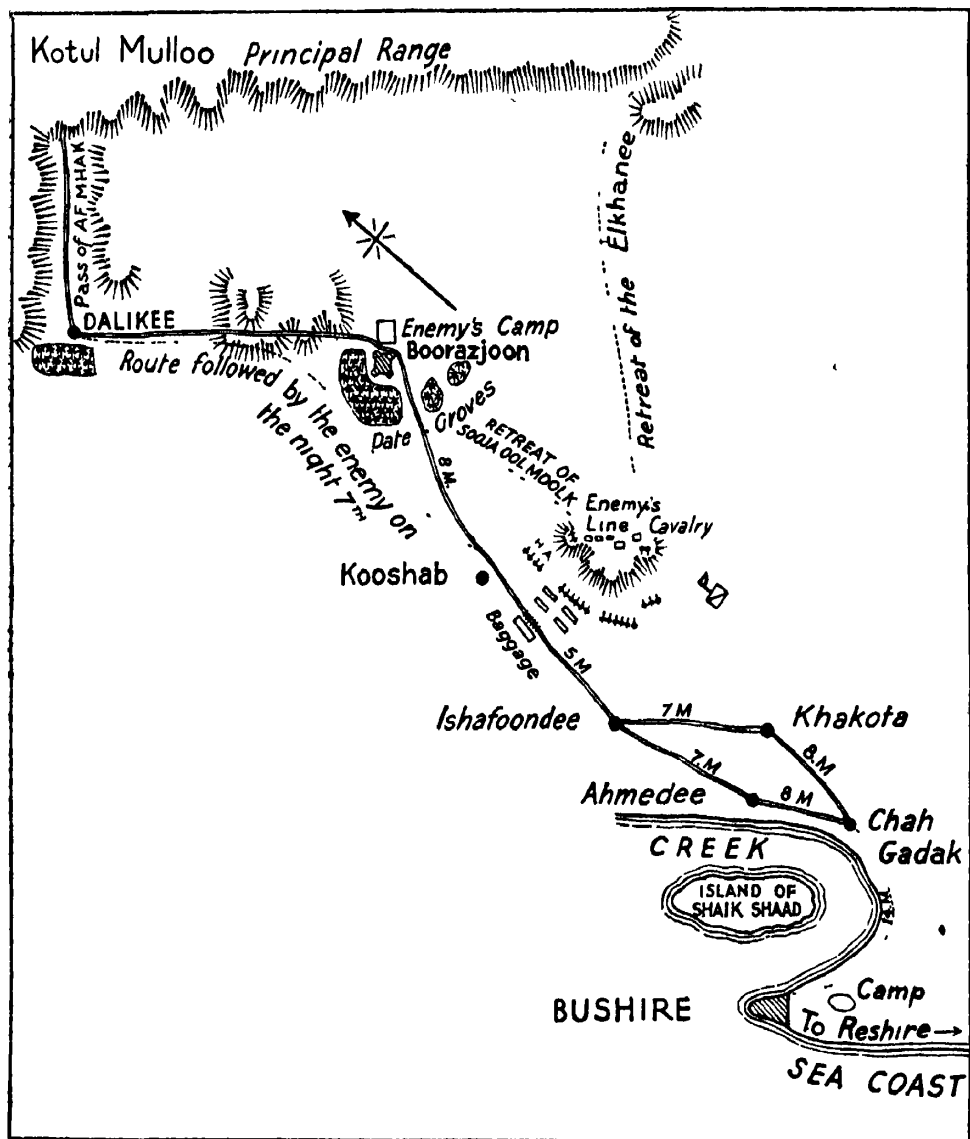 Kotul Mulloo Principal Range
Pass of AFMHAK
DALIKEE
Route followed by the enemy on
the night 7TH
Enemy's Camp
Boorazjoon
Date
Groves
Retreat of the Elkhanee
RETREAT OF
SOOJA OOL MOOLK
8 M.
Enemy's
Line
Cavalry
H A
Kooshab
Baggage
5 M
Ishafoondee
7 M
Khakota
7.M
8.M
Ahmedee
8 M
Chah
Gadak
CREEK
ISLAND OF
SHAIK SHAAD
14 M.
BUSHIRE
Camp
To Reshire
SEA COAST